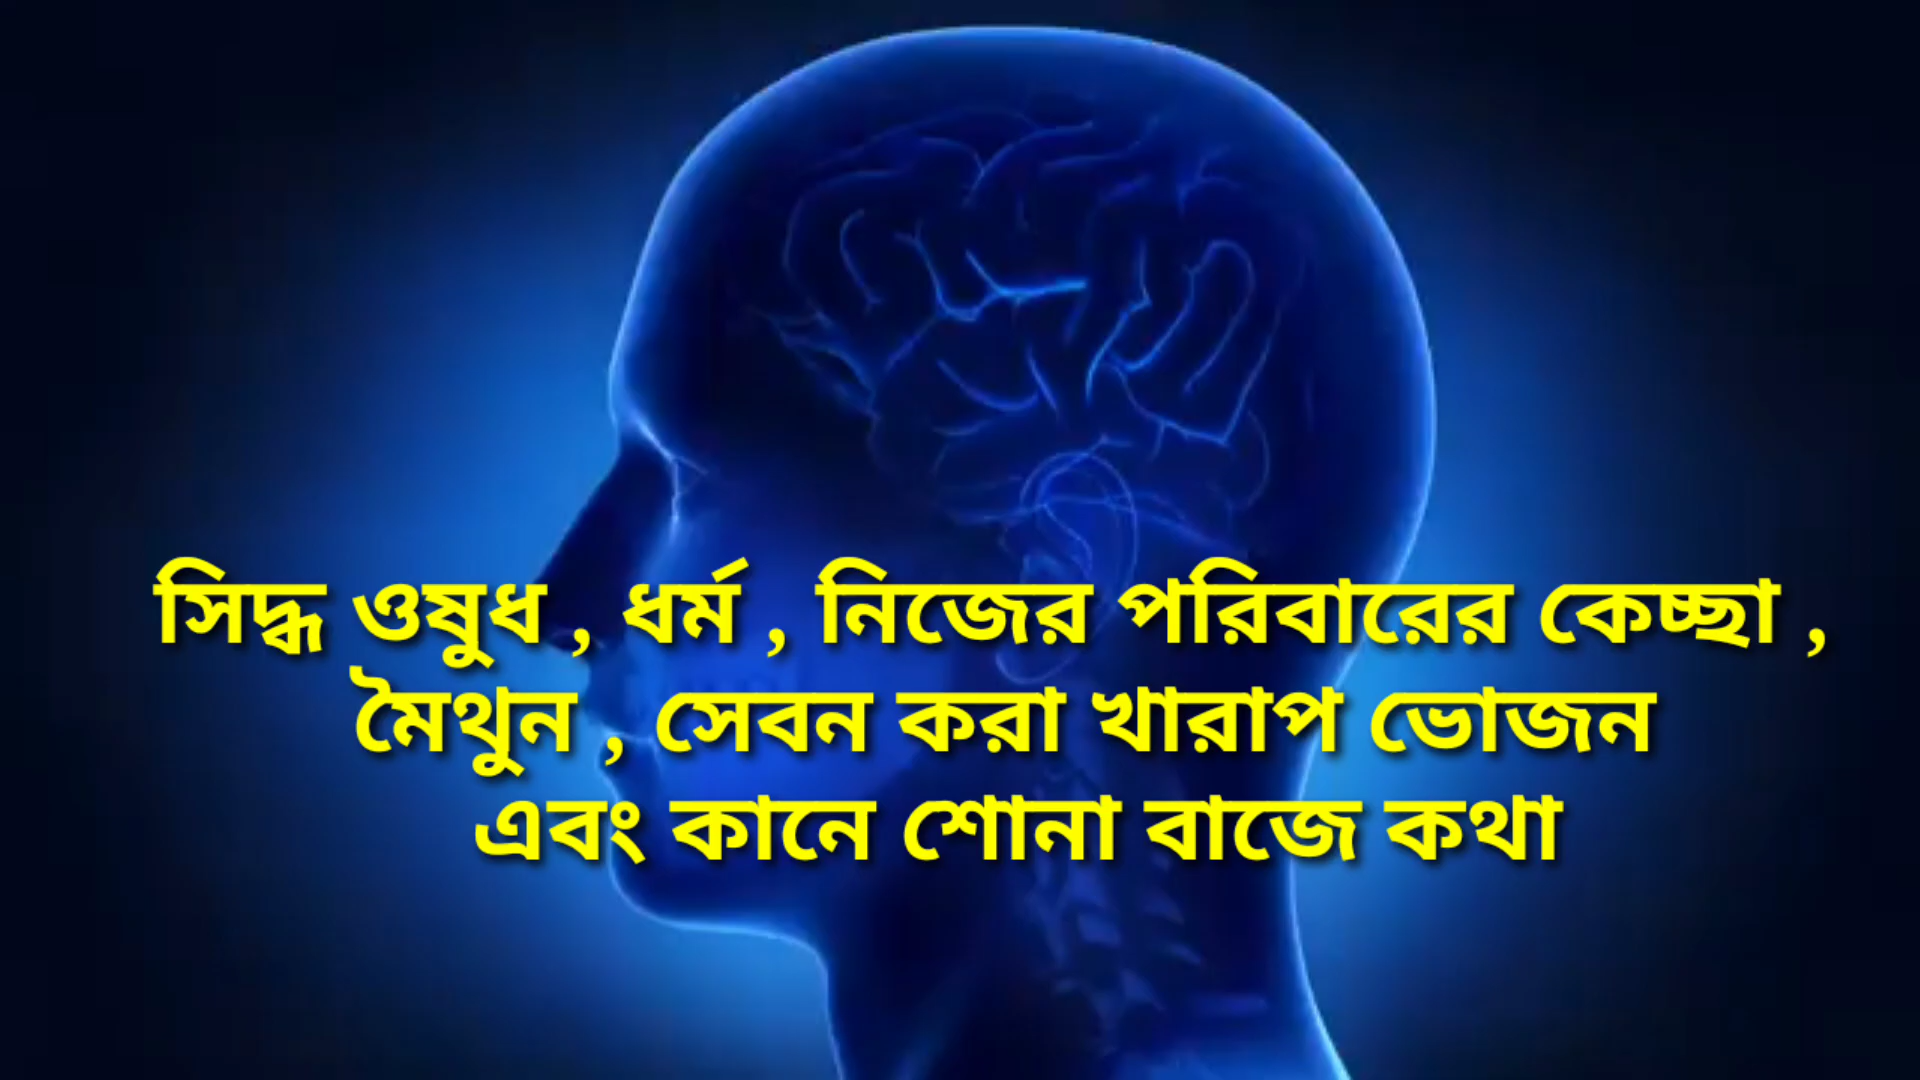 সিদ্ধ ওষুধ , ধর্ম , নিজের পরিবারের কেচ্ছা ,
মৈথুন , সেবন করা খারাপ ভোজন
এবং কানে শোনা বাজে কথা